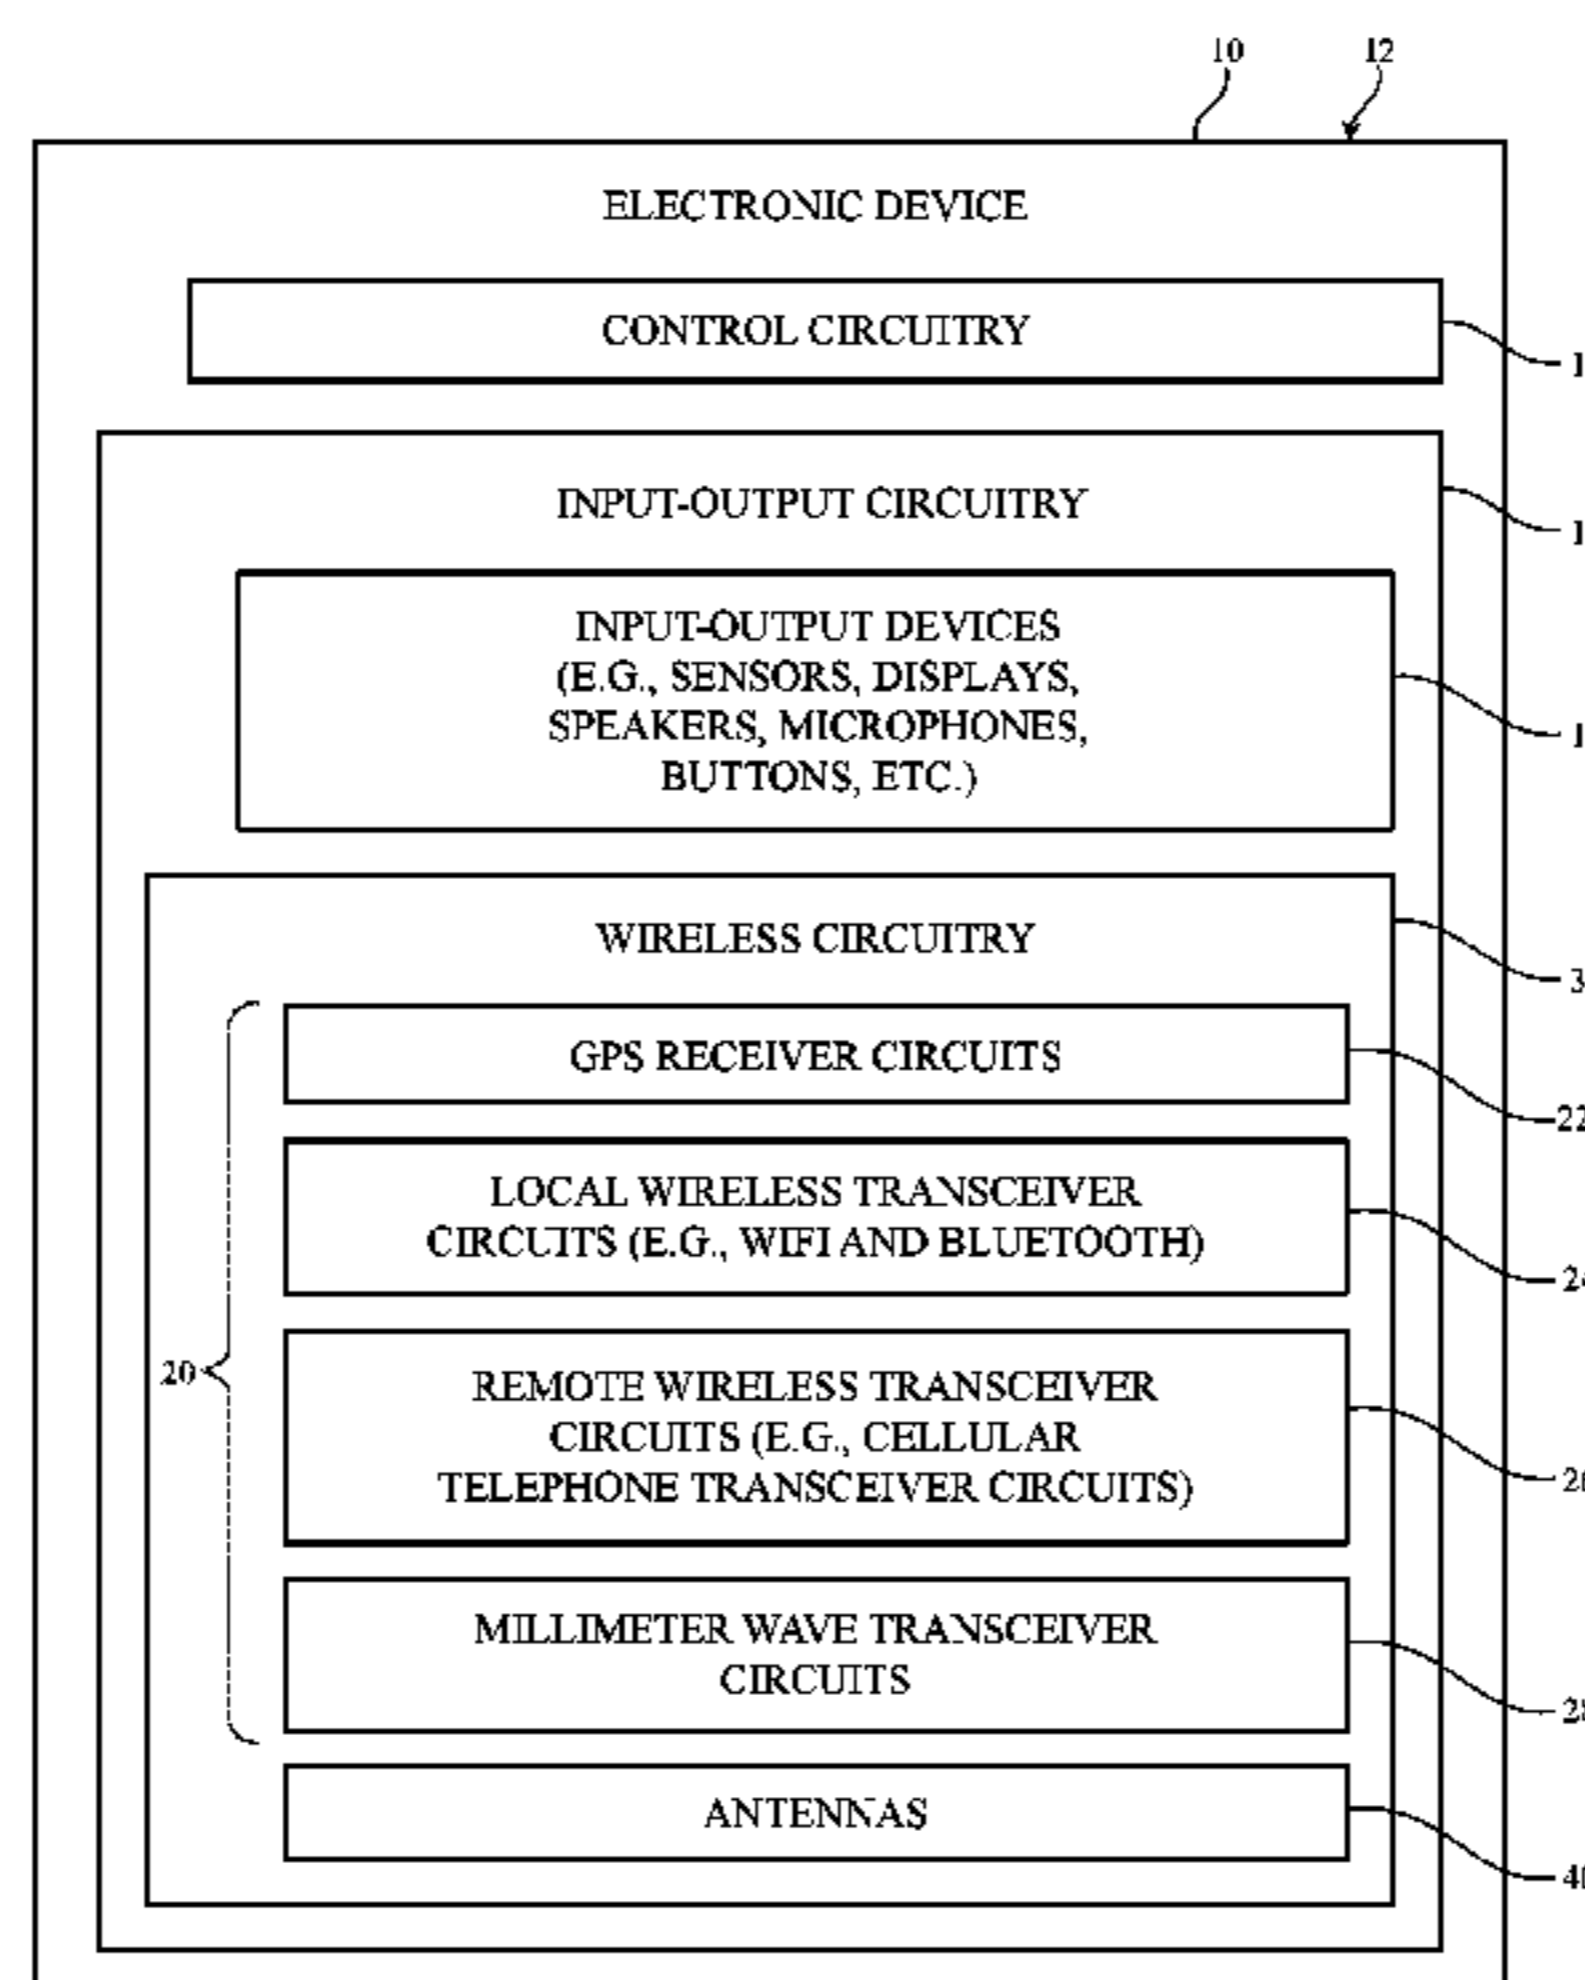 10
12
ELECTRONIC DEVICE
CONTROL CIRCUITRY
INPUT-OUTPUT CIRCUITRY
INPUT-OUTPUT DEVICES
(E.G., SENSORS, DISPLAYS,
SPEAKERS, MICROPHONES,
BUTTONS, ETC.)
WIRELESS CIRCUITRY
GPS RECEIVER CIRCUITS
22
LOCAL WIRELESS TRANSCEIVER
CIRCUITS (E.G., WIFI AND BLUETOOTH)
20
REMOTE WIRELESS TRANSCEIVER
CIRCUITS (E.G., CELLULAR
TELEPHONE TRANSCEIVER CIRCUITS)
MILLIMETER WAVE TRANSCEIVER
CIRCUITS
ANTENNAS